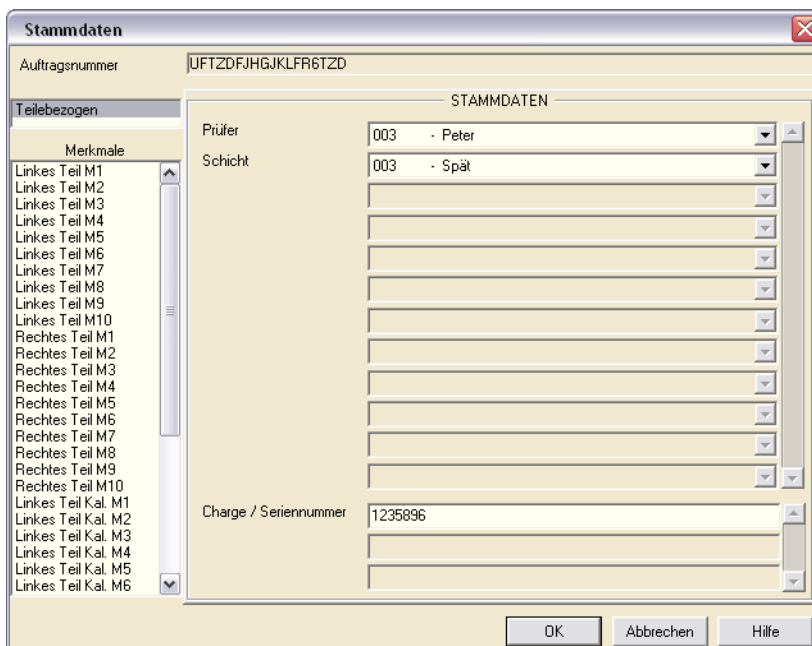 Stammdaten
Auftragsnummer
UFTZDFJHGJKLFR6TZD
Teilebezogen
Merkmale
Linkes Teil M1
Linkes Teil M2
Linkes Teil M3
Linkes Teil M4
Linkes Teil M5
Linkes Teil M6
Linkes Teil M7
Linkes Teil M8
Linkes Teil M9
Linkes Teil M10
Rechtes Teil M1
Rechtes Teil M2
Rechtes Teil M3
Rechtes Teil M4
Rechtes Teil M5
Rechtes Teil M6
Rechtes Teil M7
Rechtes Teil M8
Rechtes Teil M9
Rechtes Teil M10
Linkes Teil Kal. M1
Linkes Teil Kal. M2
Linkes Teil Kal. M3
Linkes Teil Kal. M4
Linkes Teil Kal. M5
Linkes Teil Kal. M6
STAMMDATEN
Prüfer 003 - Peter
Schicht 003 - Spät
Charge / Seriennummer 1235896
OK Abbrechen Hilfe